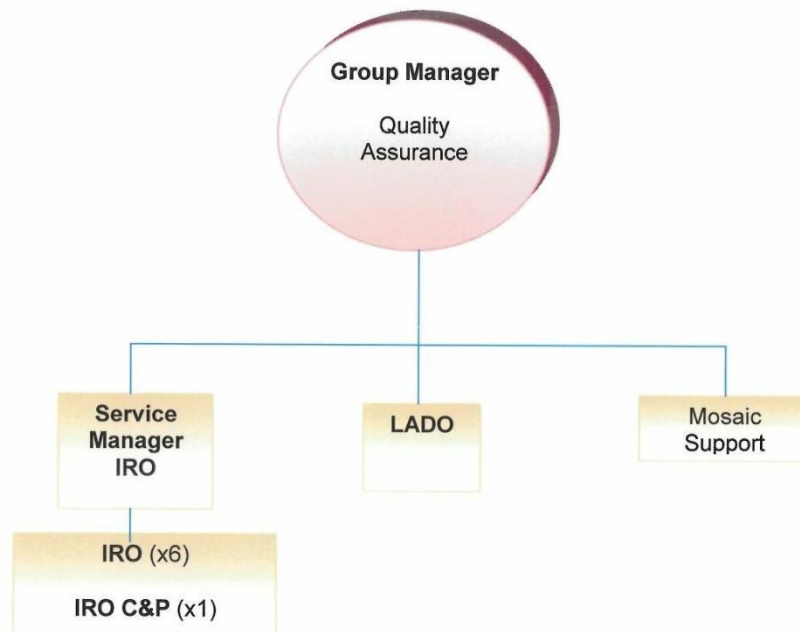 Group Manager
Quality
Assurance
Service
Manager
IRO
LADO
Mosaic
Support
IRO (x6)
IRO C&P (x1)